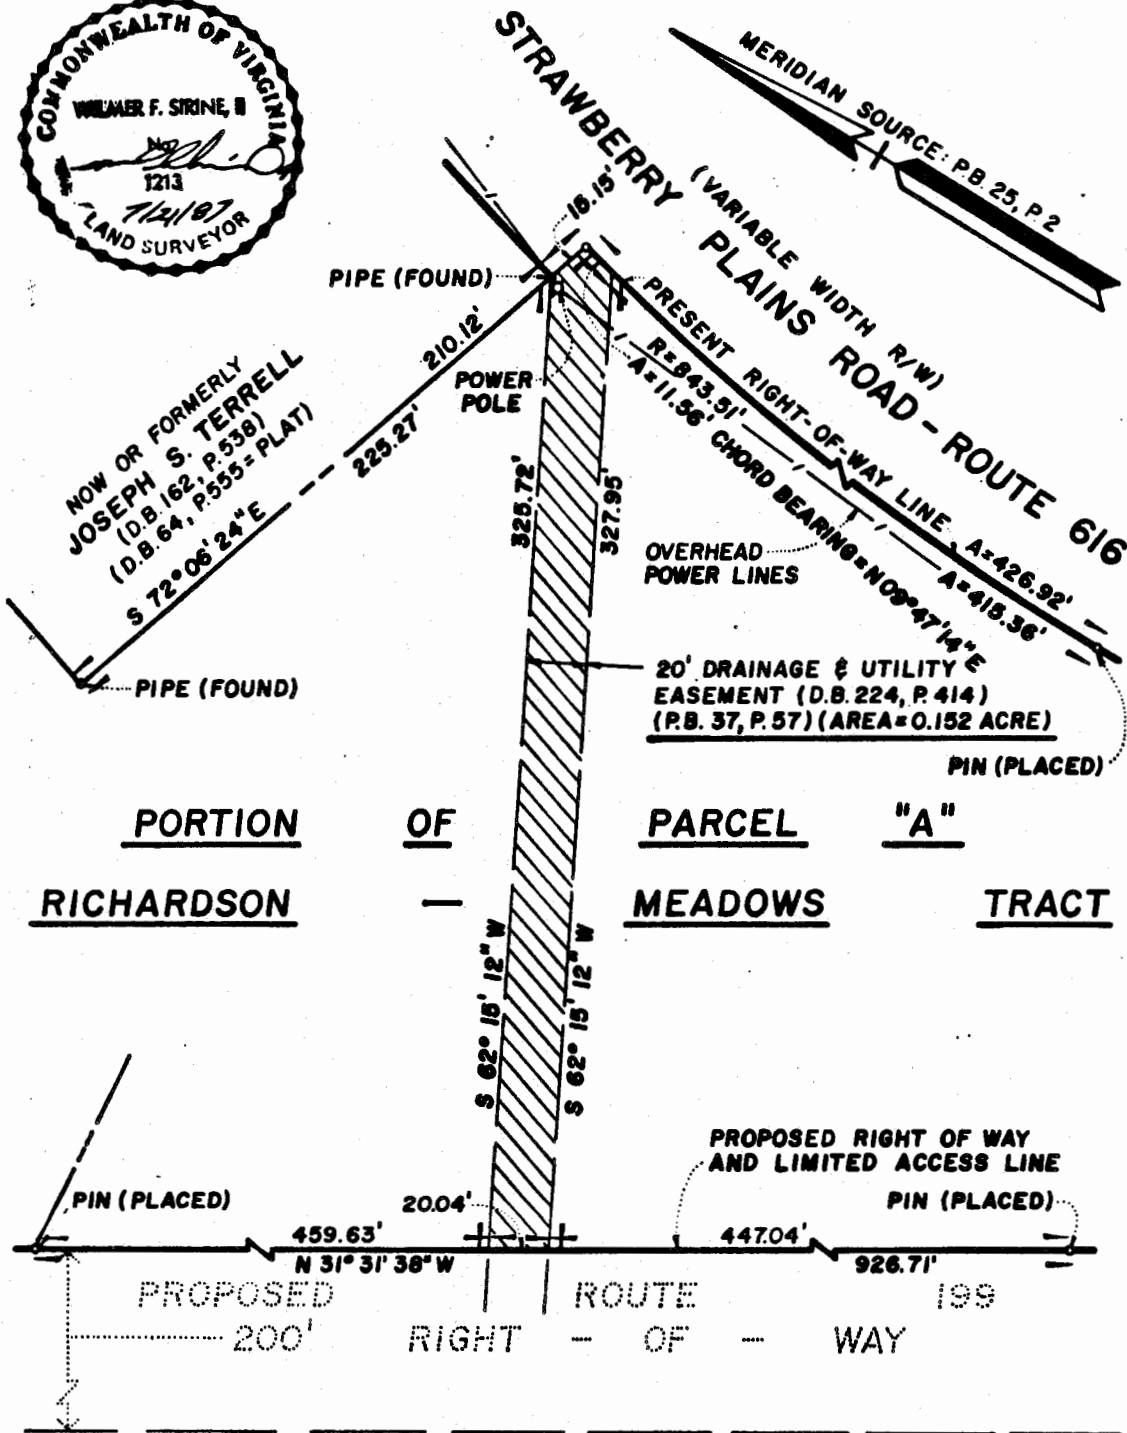 COMMONWEALTH OF VIRGINIA
WILMER F. SIRINE, II
No.
1213
7/21/87
LAND SURVEYOR
STRAWBERRY PLAINS ROAD - ROUTE 616
(VARIABLE WIDTH R/W)
MERIDIAN SOURCE: P.B. 25, P. 2
15.15'
PIPE (FOUND)
210.12'
225.27'
POWER
POLE
NOW OR FORMERLY
JOSEPH S. TERRELL
(D.B. 162, P. 538)
(D.B. 64, P.555 = PLAT)
S 72° 06' 24" E
PIPE (FOUND)
PRESENT RIGHT-OF-WAY LINE, A=426.92'
R=843.51'
A=415.36'
A=11.56' CHORD BEARING=N09°47'14"E
325.72'
327.95'
OVERHEAD
POWER LINES
20' DRAINAGE & UTILITY
EASEMENT (D.B. 224, P. 414)
(P.B. 37, P. 57) (AREA=0.152 ACRE)
PIN (PLACED)
PORTION OF PARCEL "A"
RICHARDSON — MEADOWS TRACT
S 62° 15' 12" W
S 62° 15' 12" W
PROPOSED RIGHT OF WAY
AND LIMITED ACCESS LINE
PIN (PLACED)
PIN (PLACED)
20.04'
459.63'
447.04'
N 31° 31' 38" W
926.71'
PROPOSED ROUTE 199
200' RIGHT - OF - WAY